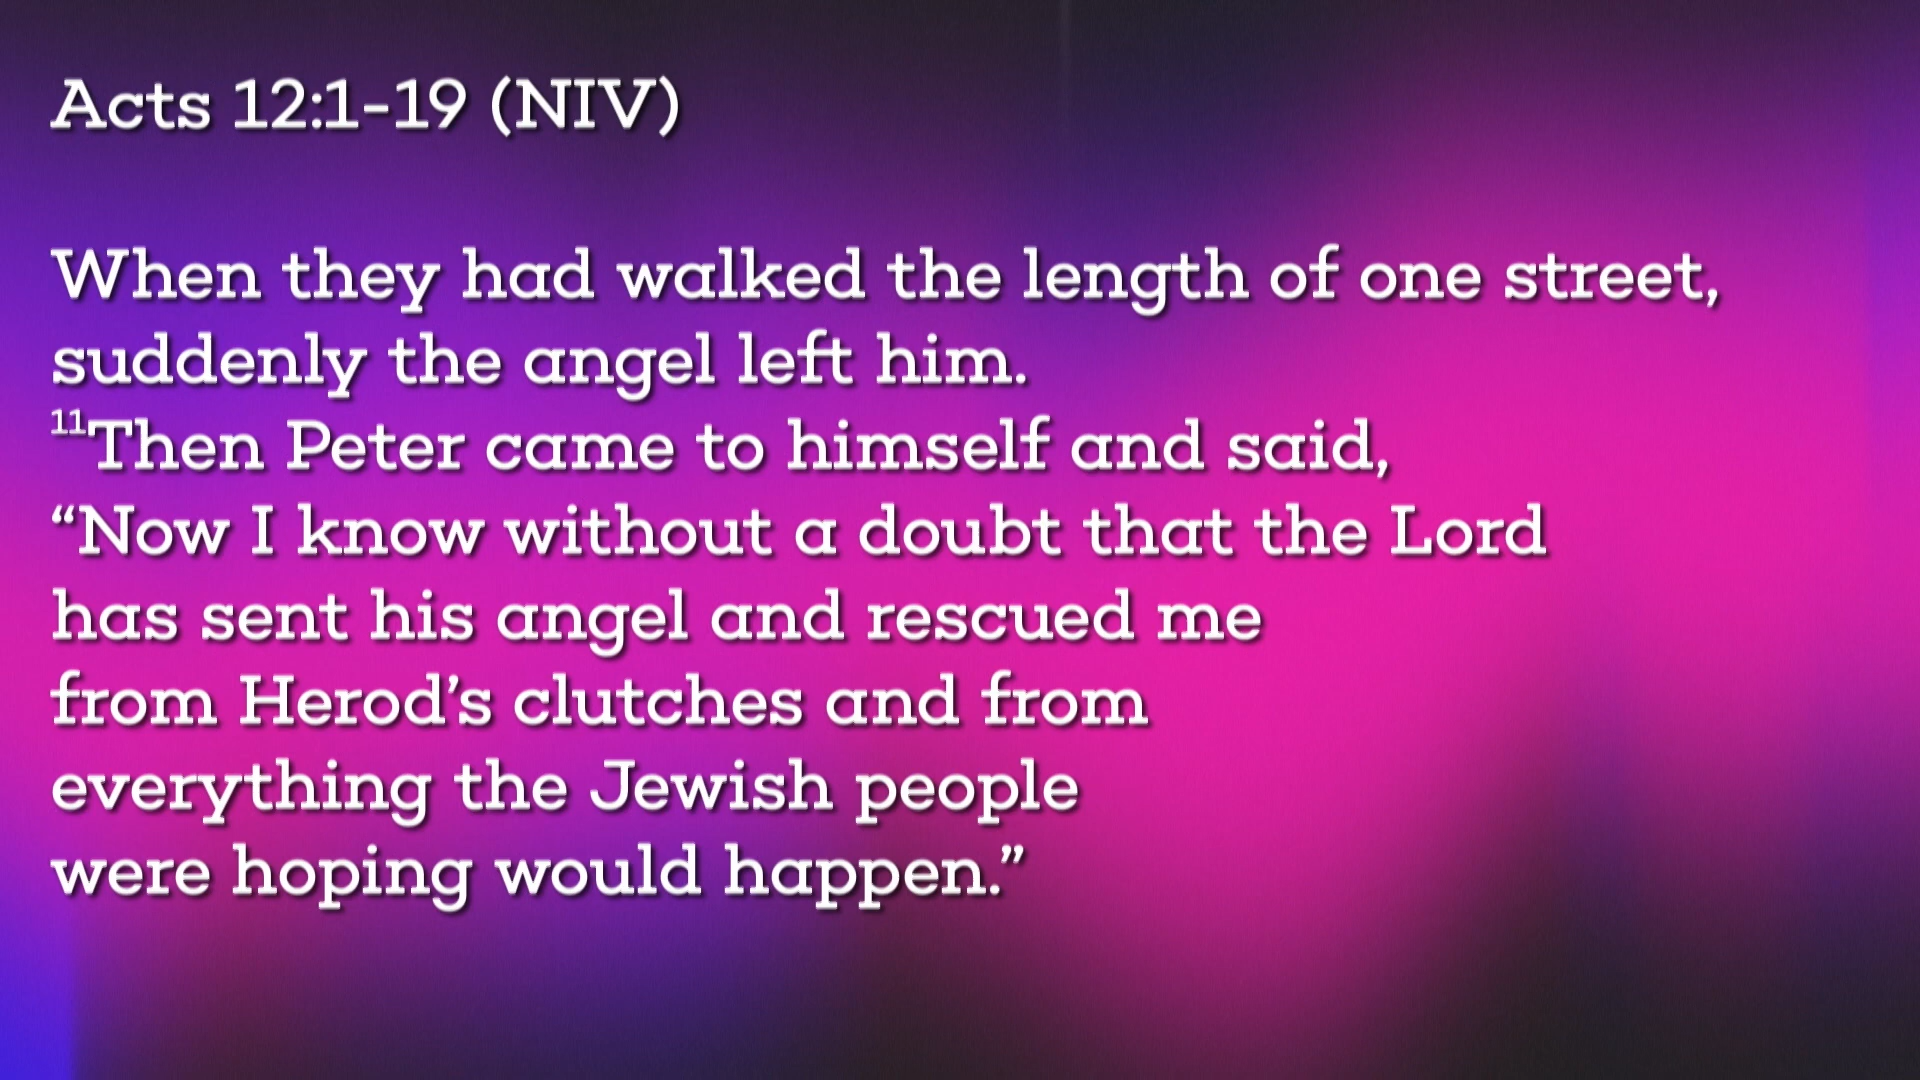 Acts 12:1-19 (NIV)
When they had walked the length of one street,
suddenly the angel left him.
11Then Peter came to himself and said,
“Now I know without a doubt that the Lord
has sent his angel and rescued me
from Herod’s clutches and from
everything the Jewish people
were hoping would happen.”